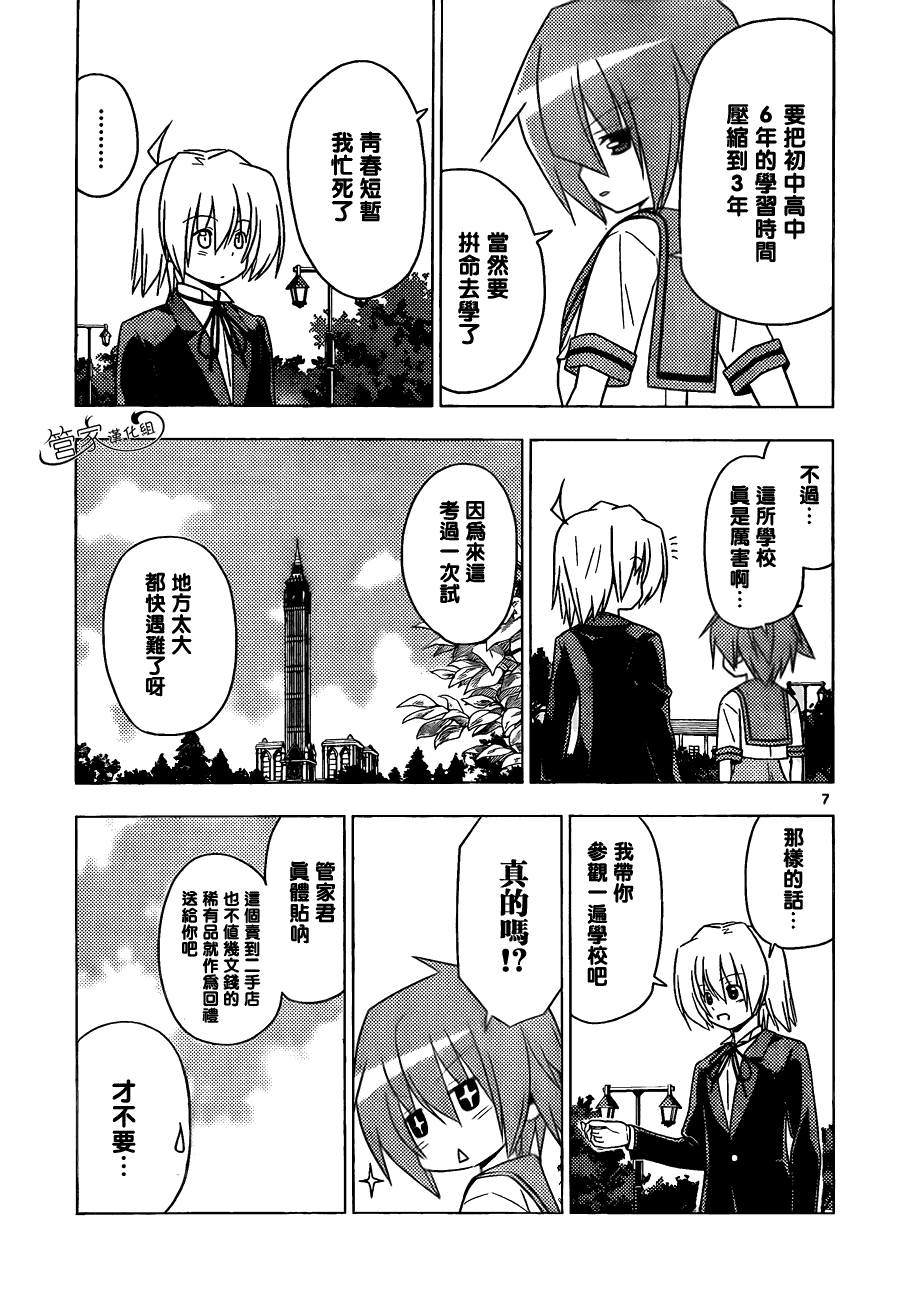 要把初中高中
6年的學習時間
壓縮到3年
當然要
拚命去學了
青春短暫
我忙死了
………
管家
漢化組
不過…
這所學校
眞是厲害啊…
因爲來這
考過一次試
地方太大
都快遇難了呀
7
那樣的話…
我帶你
參觀一遍學校吧
真的嗎!?
管家君
眞體貼吶
這個賣到二手店
也不値幾文錢的
稀有品就作爲回禮
送給你吧
才不要…